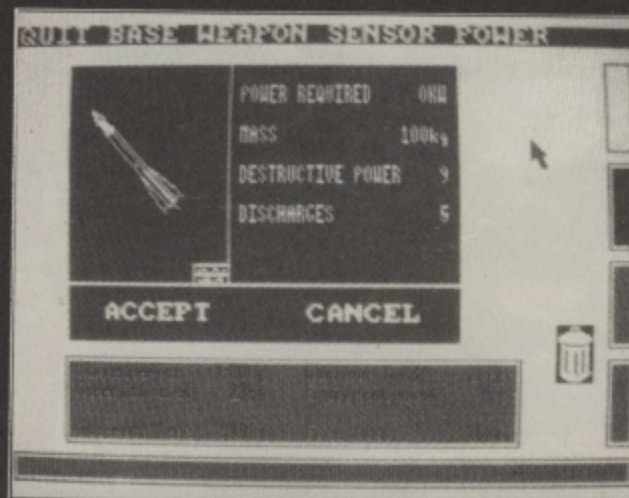 QUIT BASE WEAPON SENSOR POWER
POWER REQUIRED 0KW
MASS 100kg
DESTRUCTIVE POWER 9
DISCHARGES 5
ACCEPT CANCEL